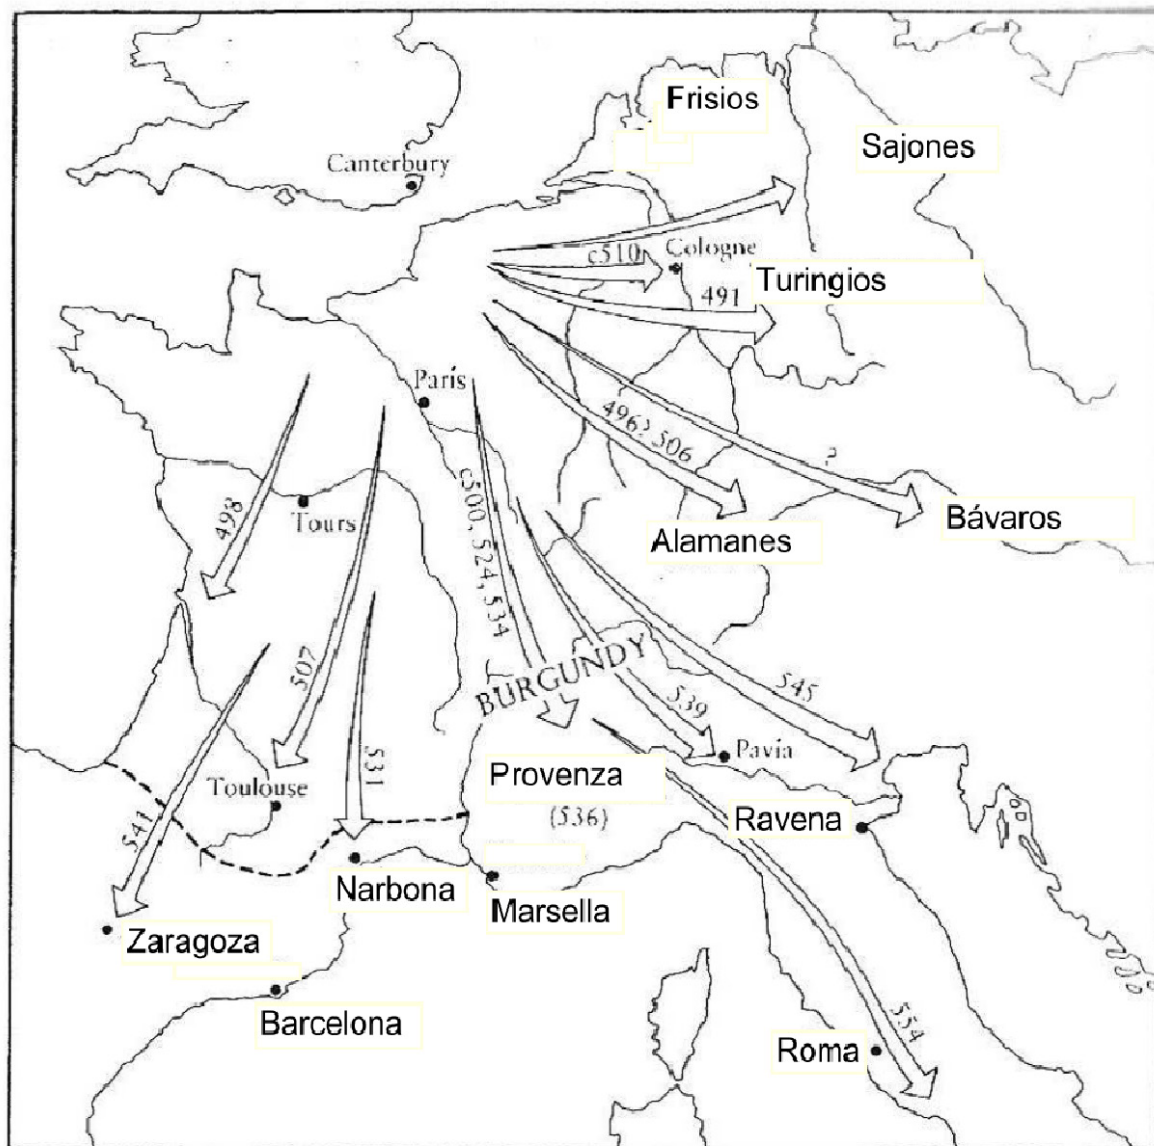 Frisios
Sajones
Canterbury
c510
Cologne
Turingios
491
París
496? 506
?
Bávaros
498
Tours
c500, 524, 534
Alamanes
507
BURGUNDY
545
539
531
Pavia
Toulouse
Provenza
(536)
Ravena
541
Narbona
Marsella
Zaragoza
Barcelona
554
Roma